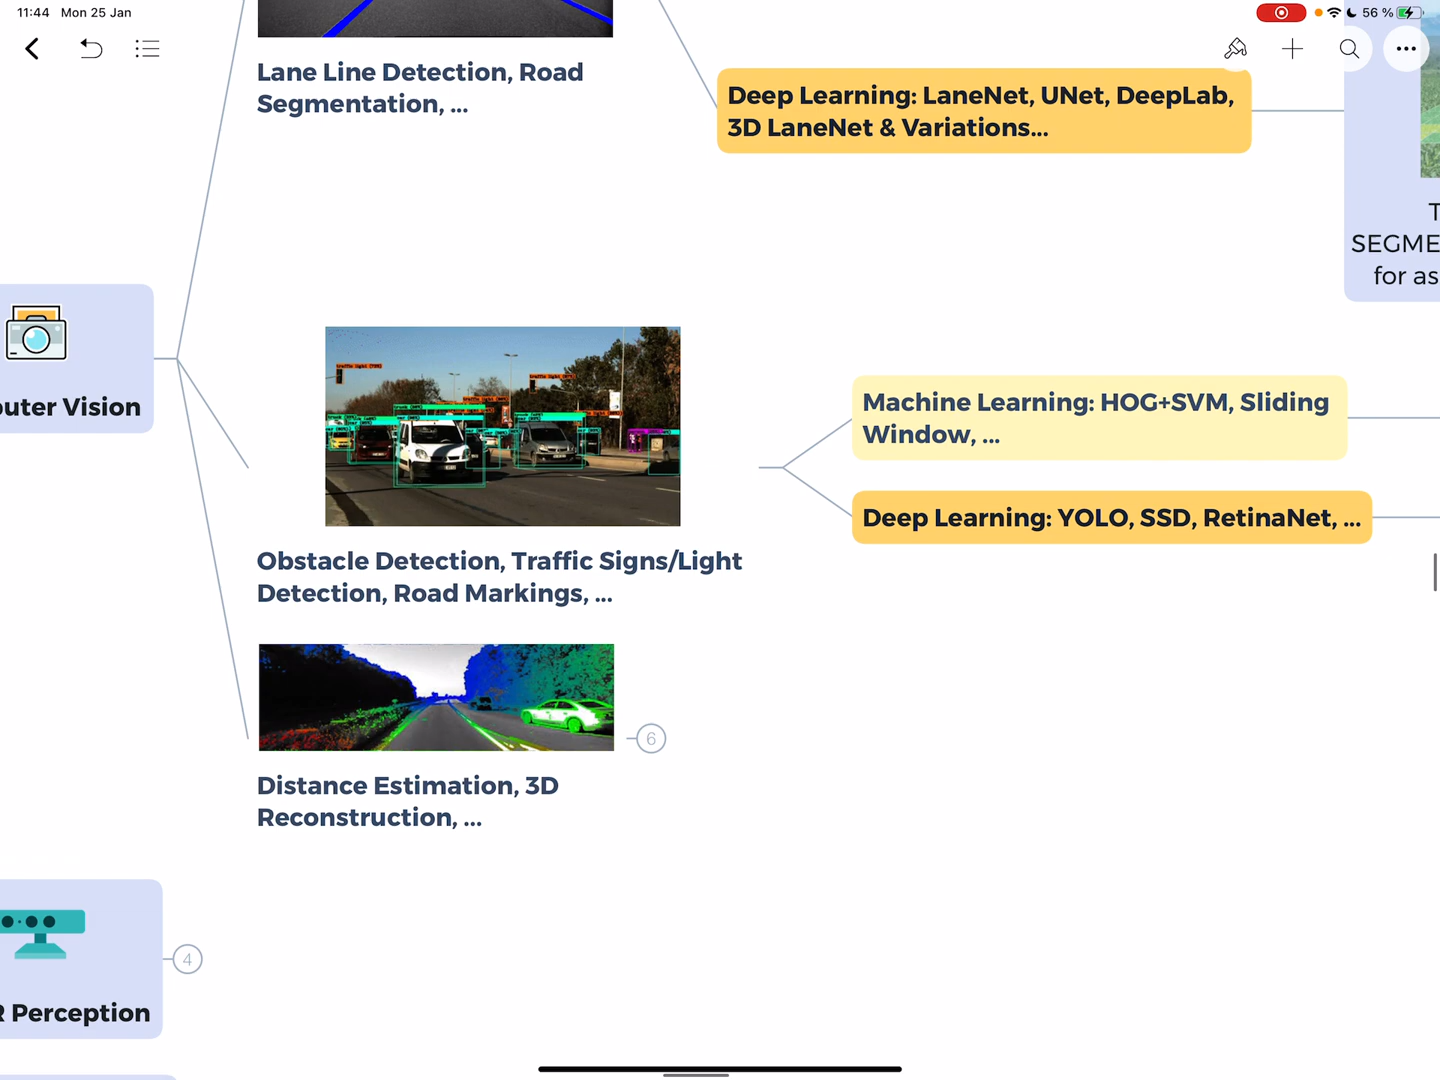 11:44 Mon 25 Jan
56 %
Lane Line Detection, Road
Segmentation, ...
Deep Learning: LaneNet, UNet, DeepLab,
3D LaneNet & Variations...
T
SEGME
for as
puter Vision
Machine Learning: HOG+SVM, Sliding
Window, ...
Deep Learning: YOLO, SSD, RetinaNet, ...
Obstacle Detection, Traffic Signs/Light
Detection, Road Markings, ...
6
Distance Estimation, 3D
Reconstruction, ...
4
R Perception